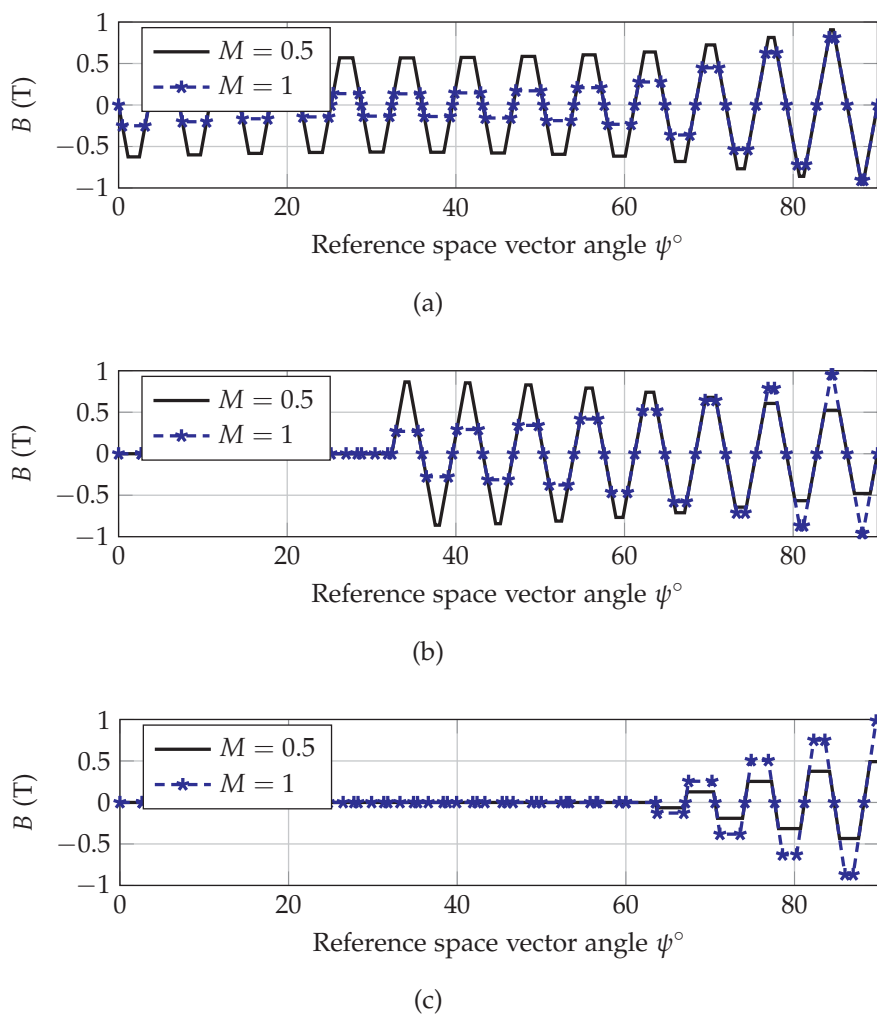 1
0.5
0
−0.5
−1
B (T)
M = 0.5
M = 1
0 20 40 60 80
Reference space vector angle ψ°
(a)
1
0.5
0
−0.5
−1
B (T)
M = 0.5
M = 1
0 20 40 60 80
Reference space vector angle ψ°
(b)
1
0.5
0
−0.5
−1
B (T)
M = 0.5
M = 1
0 20 40 60 80
Reference space vector angle ψ°
(c)